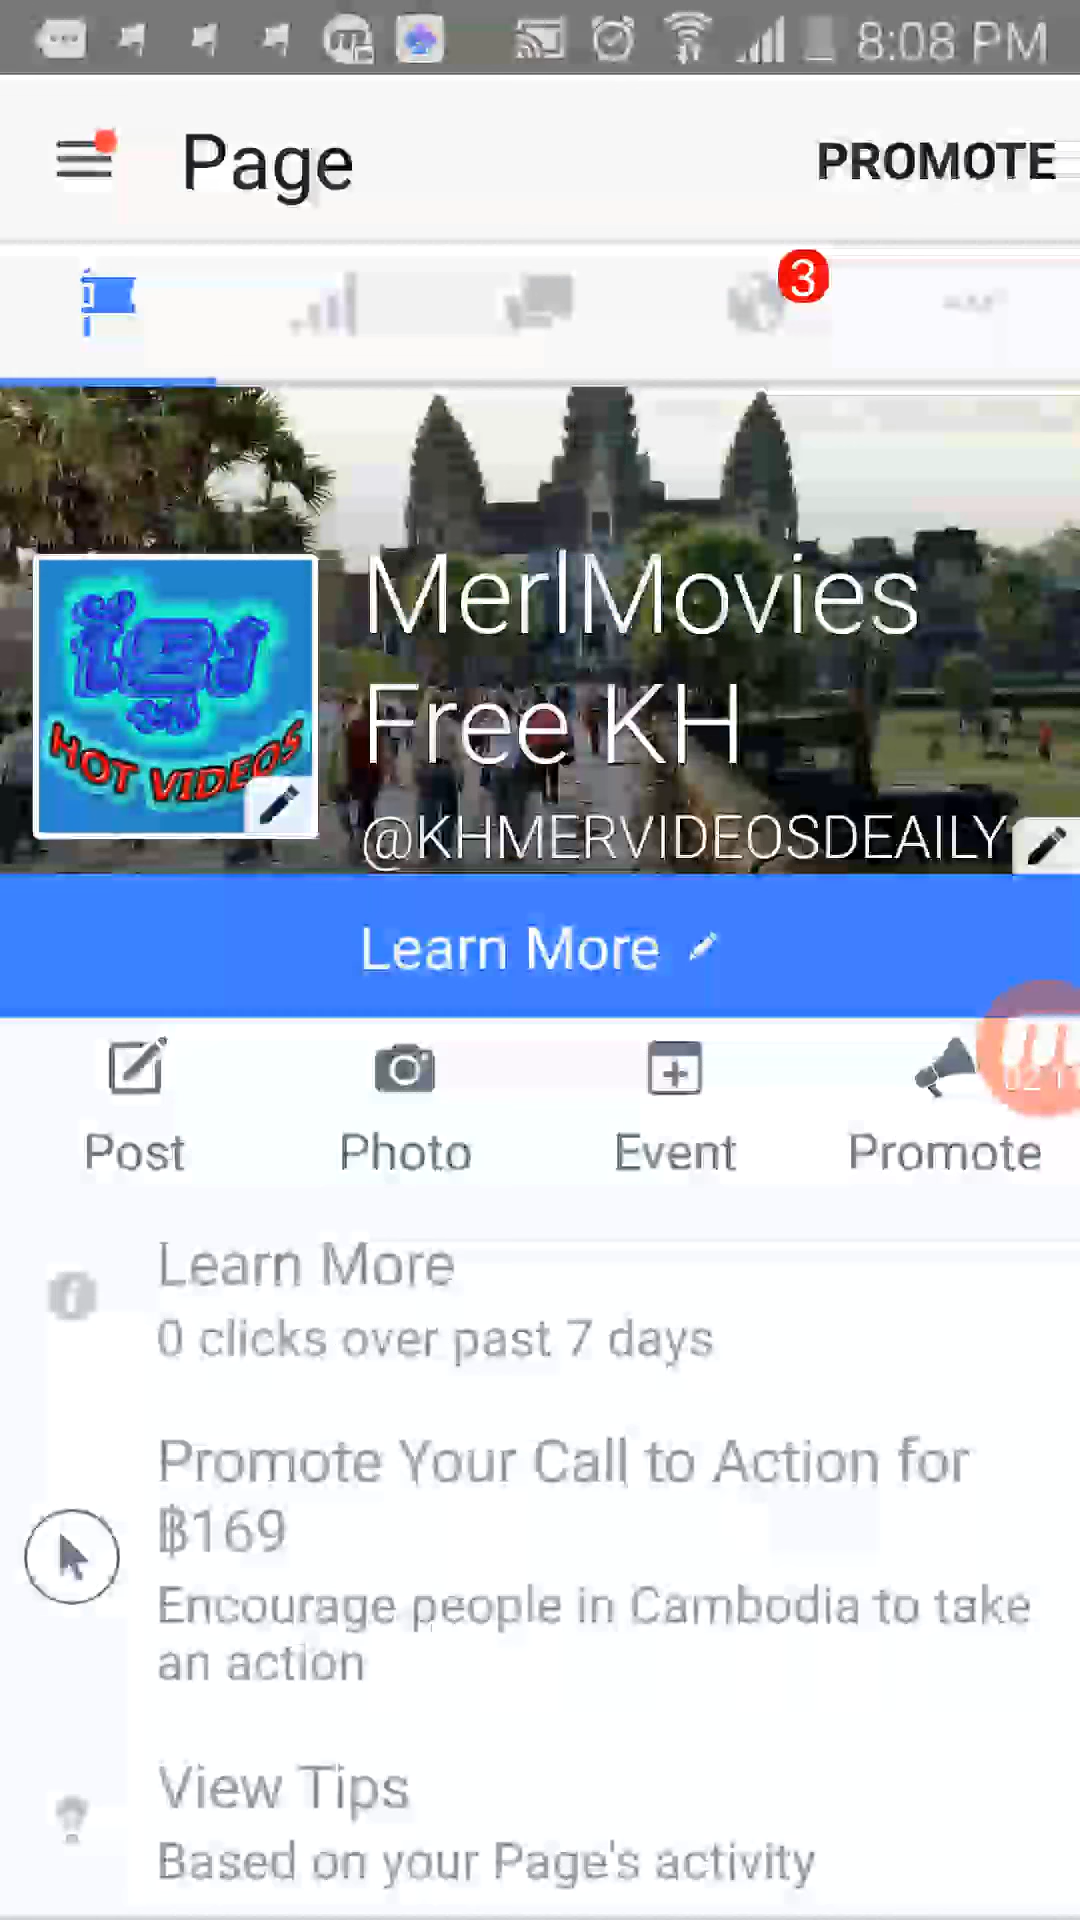 8:08 PM
Page
PROMOTE
3
MerlMovies
Free KH
@KHMERVIDEOSDEAILY
HOT VIDEOS
Learn More
Post
Photo
Event
Promote
Learn More
0 clicks over past 7 days
Promote Your Call to Action for
฿169
Encourage people in Cambodia to take
an action
View Tips
Based on your Page's activity